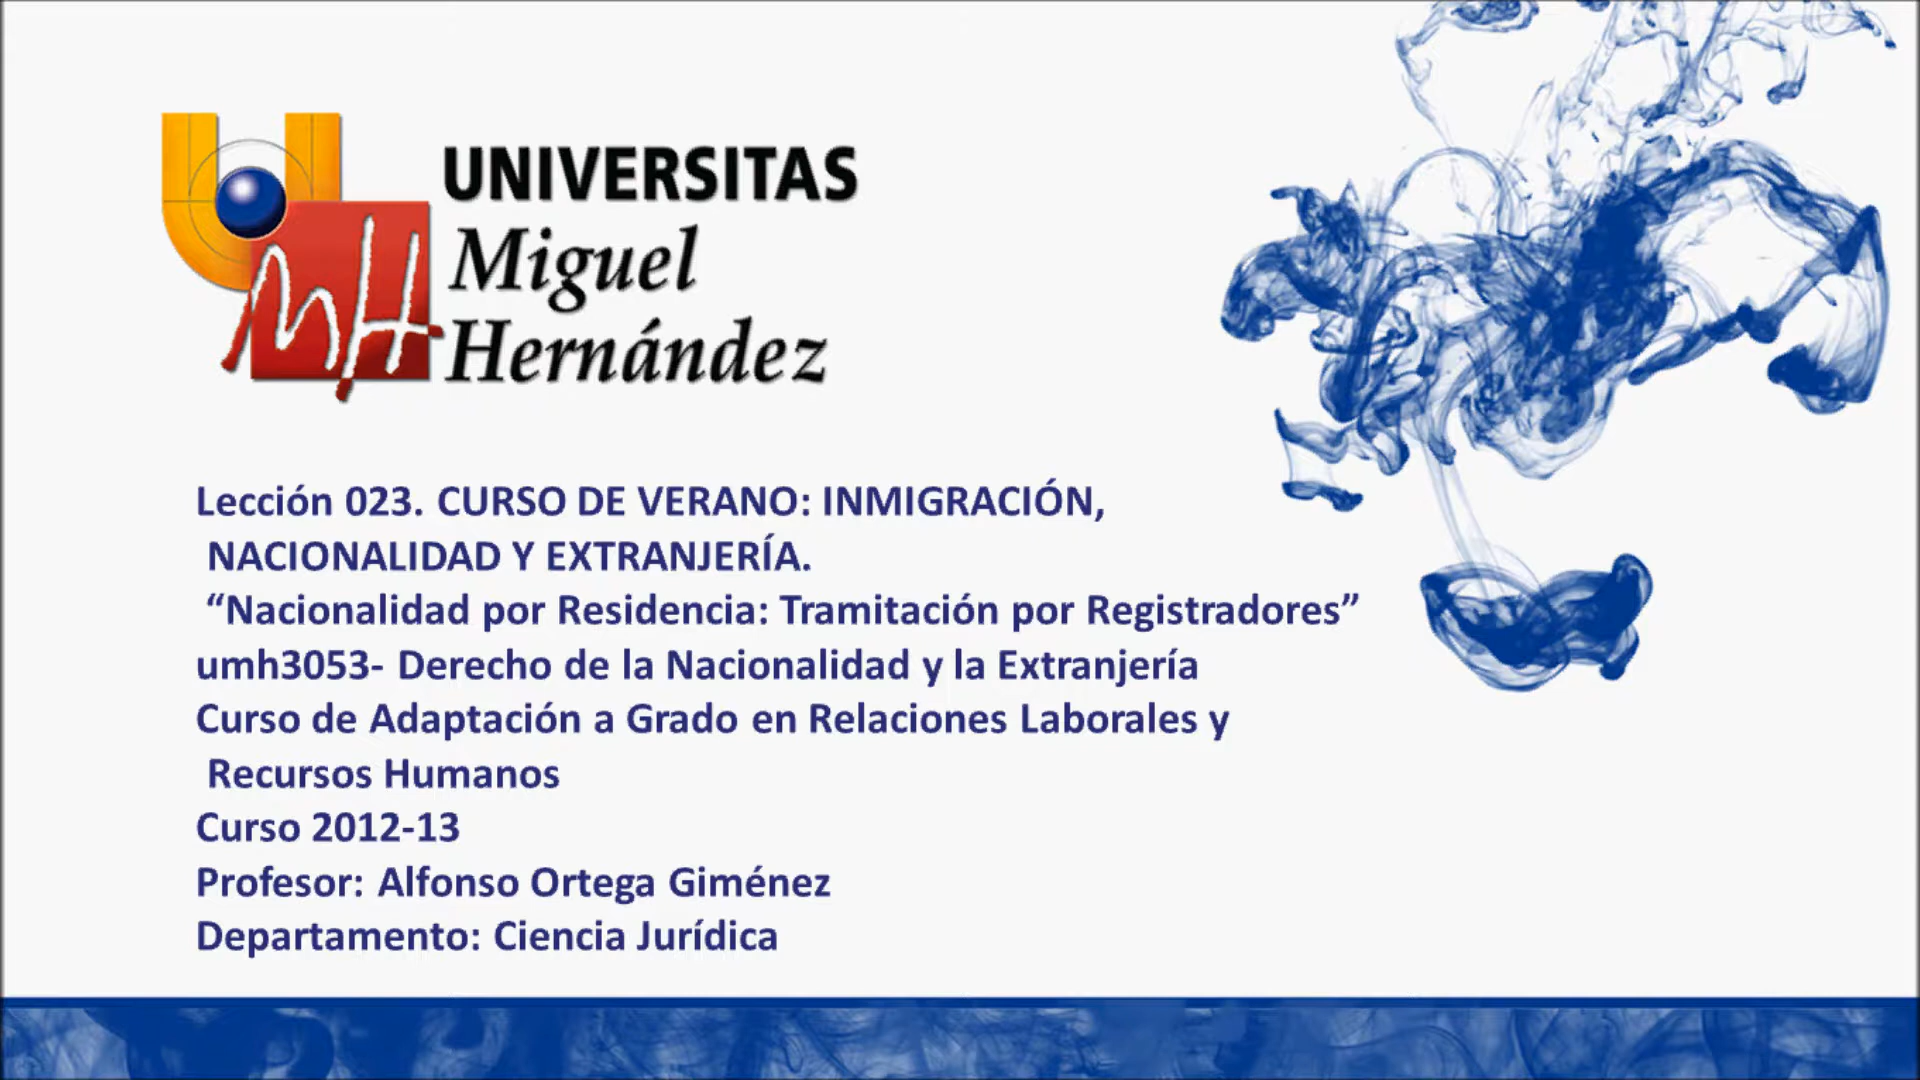 UNIVERSITAS
Miguel
Hernández
Lección 023. CURSO DE VERANO: INMIGRACIÓN,
NACIONALIDAD Y EXTRANJERÍA.
“Nacionalidad por Residencia: Tramitación por Registradores”
umh3053- Derecho de la Nacionalidad y la Extranjería
Curso de Adaptación a Grado en Relaciones Laborales y
Recursos Humanos
Curso 2012-13
Profesor: Alfonso Ortega Giménez
Departamento: Ciencia Jurídica